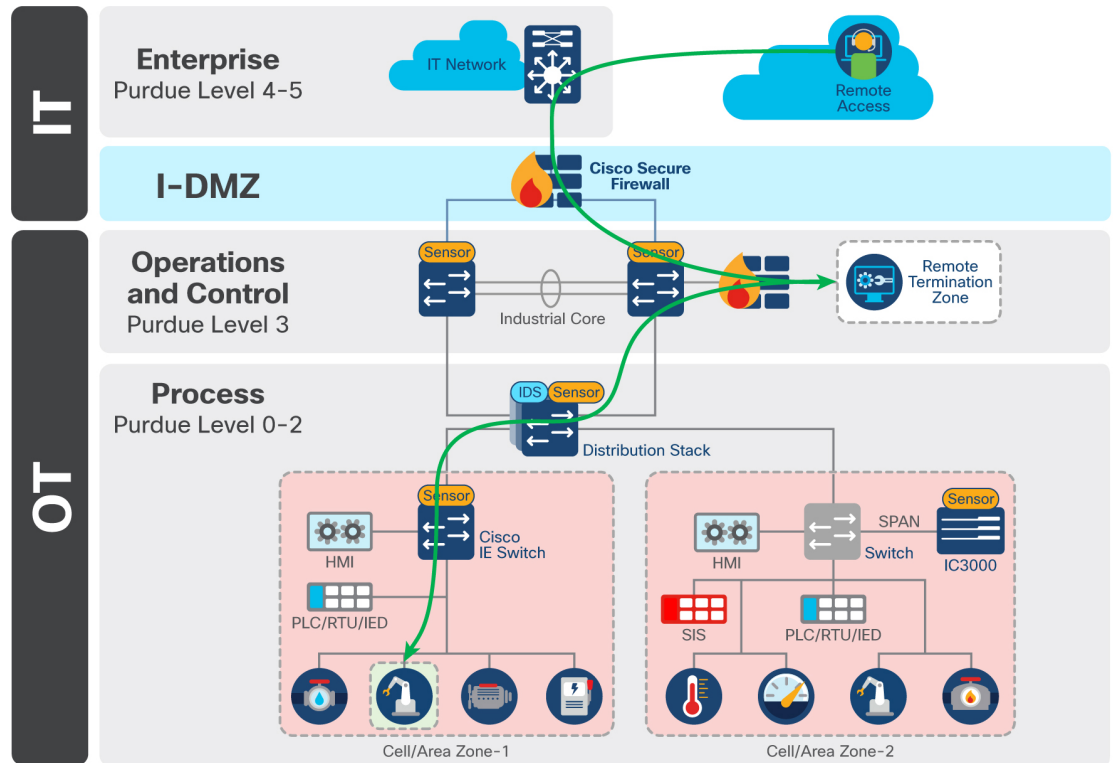 IT
Enterprise
Purdue Level 4-5
IT Network
Remote
Access
I-DMZ
Cisco Secure
Firewall
OT
Operations
and Control
Purdue Level 3
Sensor
Sensor
Industrial Core
Remote
Termination
Zone
Process
Purdue Level 0-2
IDS
Sensor
Distribution Stack
Sensor
HMI
Cisco
IE Switch
PLC/RTU/IED
Cell/Area Zone-1
HMI
Switch
SPAN
Sensor
IC3000
SIS
PLC/RTU/IED
Cell/Area Zone-2